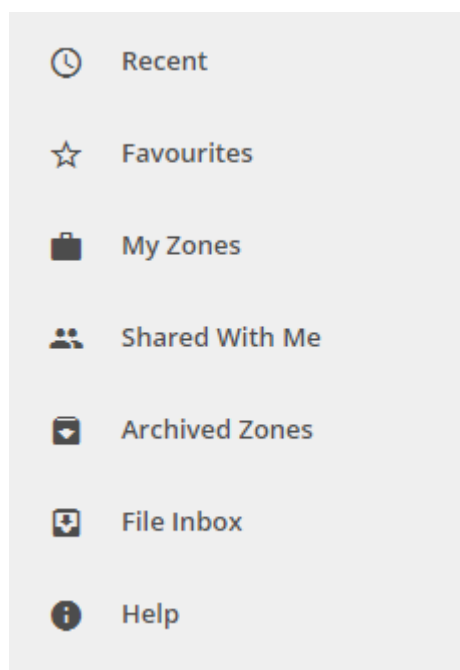 Recent
Favourites
My Zones
Shared With Me
Archived Zones
File Inbox
Help